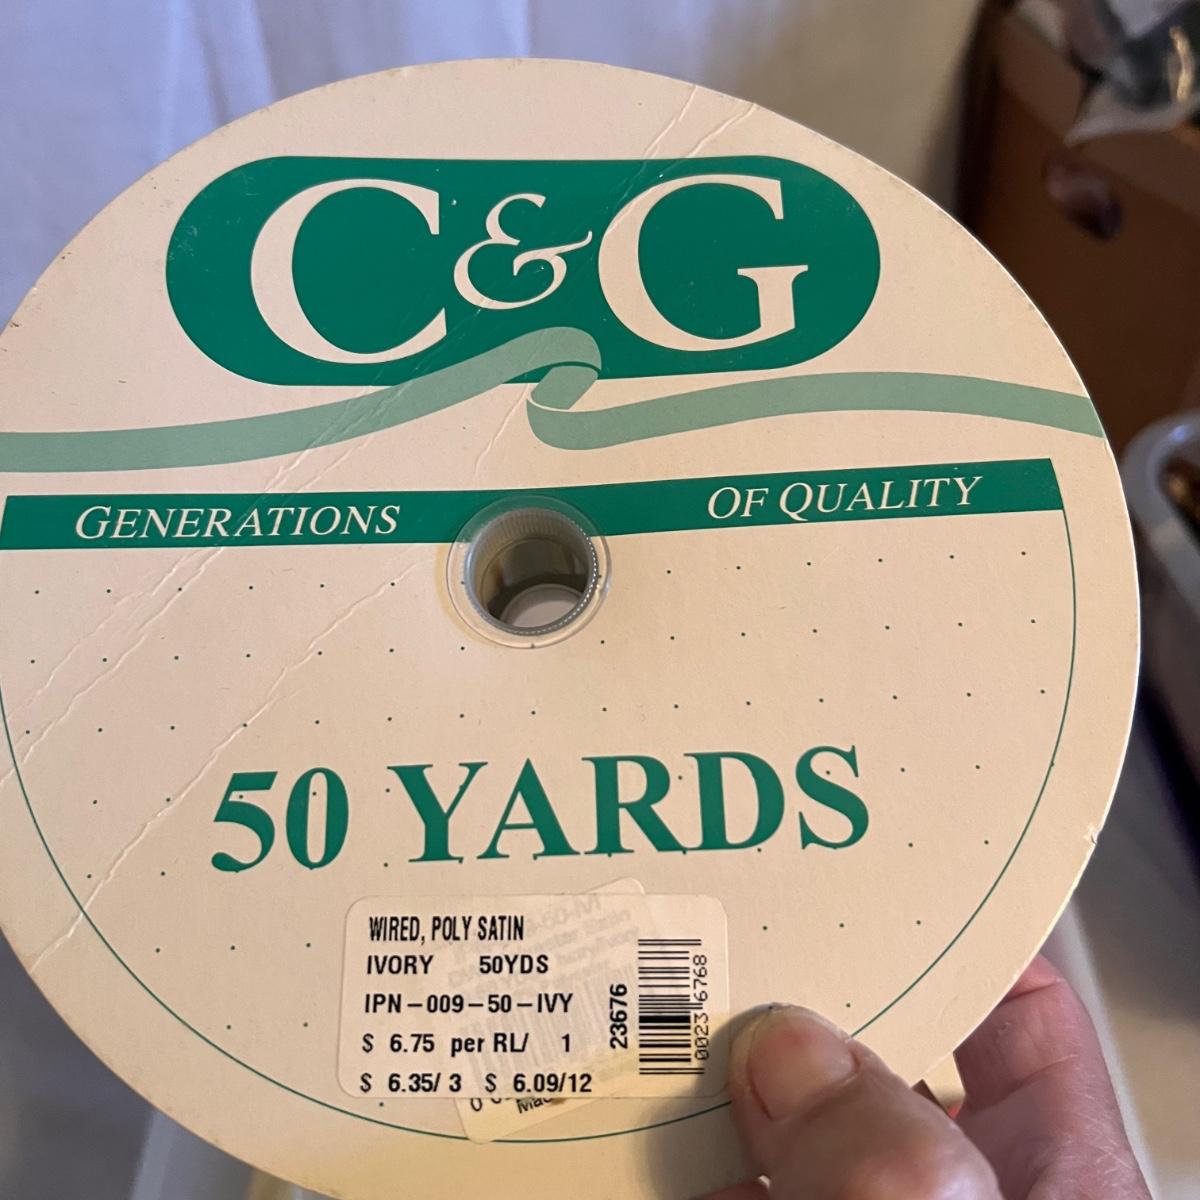 C&G
GENERATIONS OF QUALITY
50 YARDS
WIRED, POLY SATIN
IVORY 50YDS
IPN-009-50-IVY
$ 6.75 per RL/ 1
$ 6.35/ 3 $ 6.09/12
23676
00236768